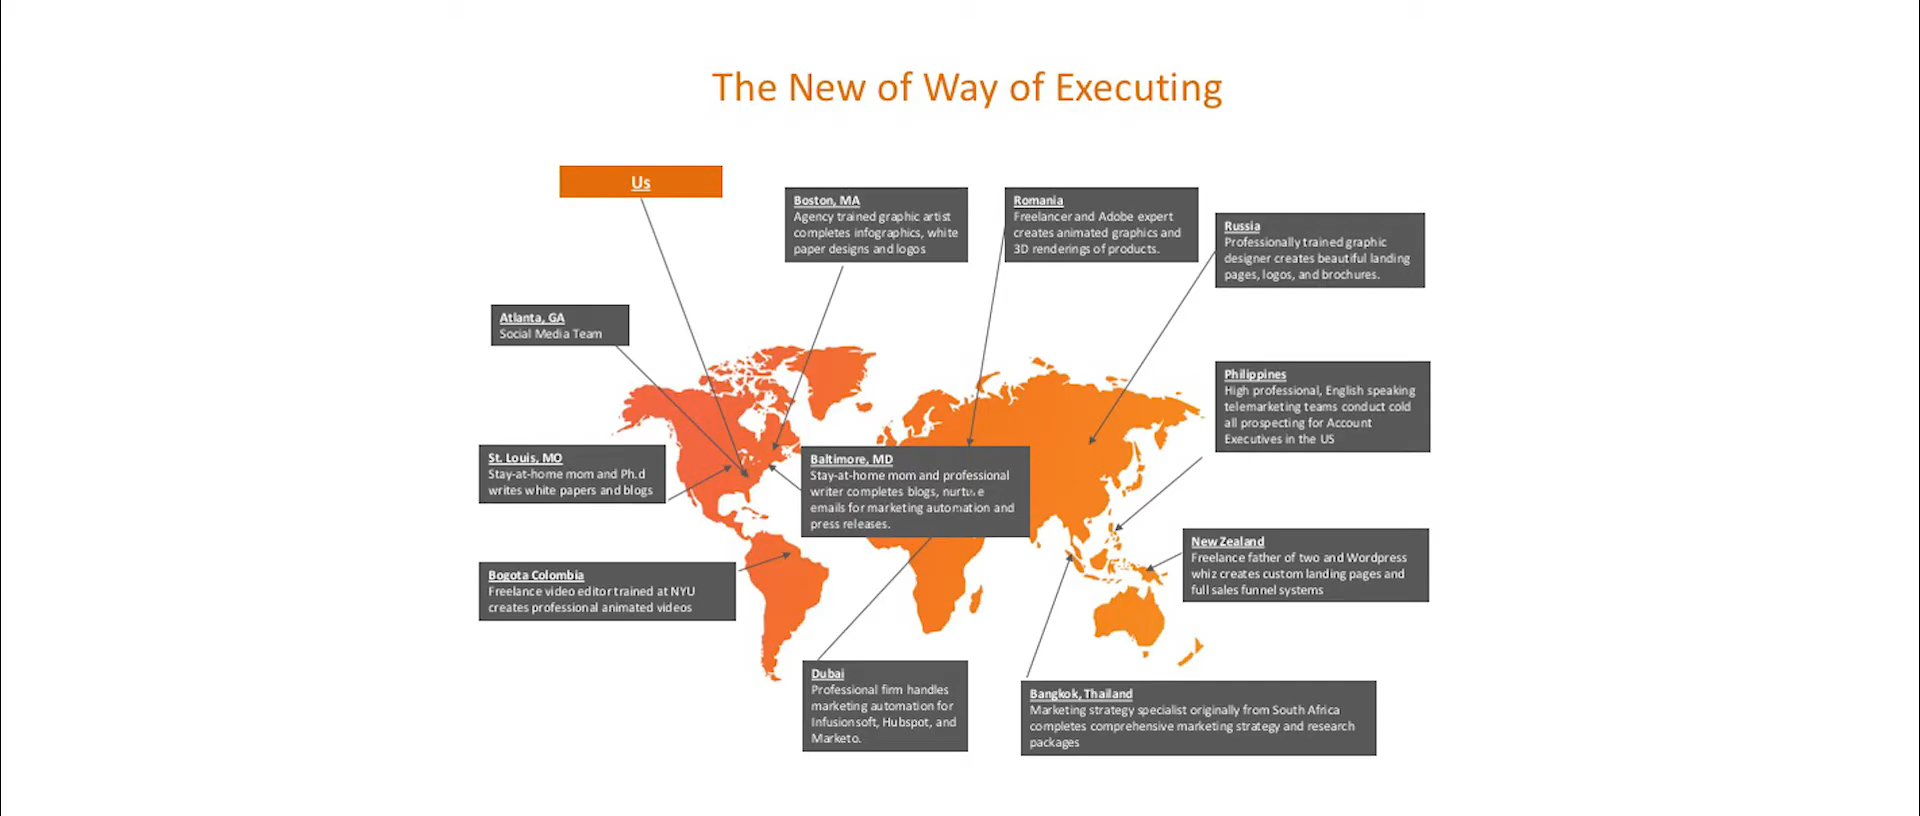 The New of Way of Executing
Us
Boston, MA
Agency trained graphic artist
completes infographics, white
paper designs and logos
Romania
Freelancer and Adobe expert
creates animated graphics and
3D renderings of products.
Russia
Professionally trained graphic
designer creates beautiful landing
pages, logos, and brochures.
Atlanta, GA
Social Media Team
Philippines
High professional, English speaking
telemarketing teams conduct cold
all prospecting for Account
Executives in the US
St. Louis, MO
Stay-at-home mom and Ph.d
writes white papers and blogs
Baltimore, MD
Stay-at-home mom and professional
writer completes blogs, nurture
emails for marketing automation and
press releases.
New Zealand
Freelance father of two and Wordpress
whiz creates custom landing pages and
full sales funnel systems
Bogota Colombia
Freelance video editor trained at NYU
creates professional animated videos
Dubai
Professional firm handles
marketing automation for
Infusionsoft, Hubspot, and
Marketo.
Bangkok, Thailand
Marketing strategy specialist originally from South Africa
completes comprehensive marketing strategy and research
packages